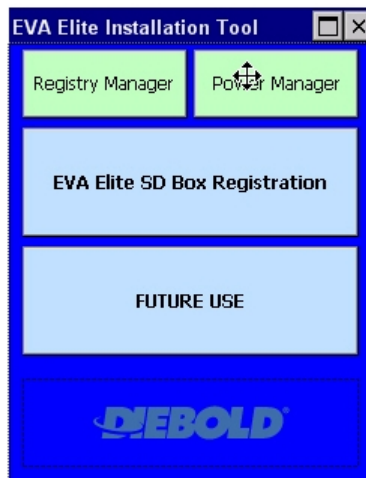 EVA Elite Installation Tool
Registry Manager
Power Manager
EVA Elite SD Box Registration
FUTURE USE
DIEBOLD